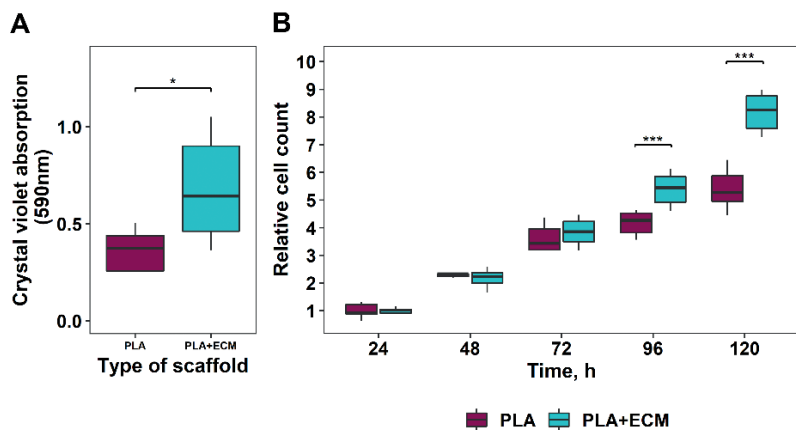 A
Crystal violet absorption
(590nm)
1.0
0.5
0.0
*
PLA
PLA+ECM
Type of scaffold
B
Relative cell count
10
9
8
7
6
5
4
3
2
1
***
***
24
48
72
96
120
Time, h
PLA
PLA+ECM